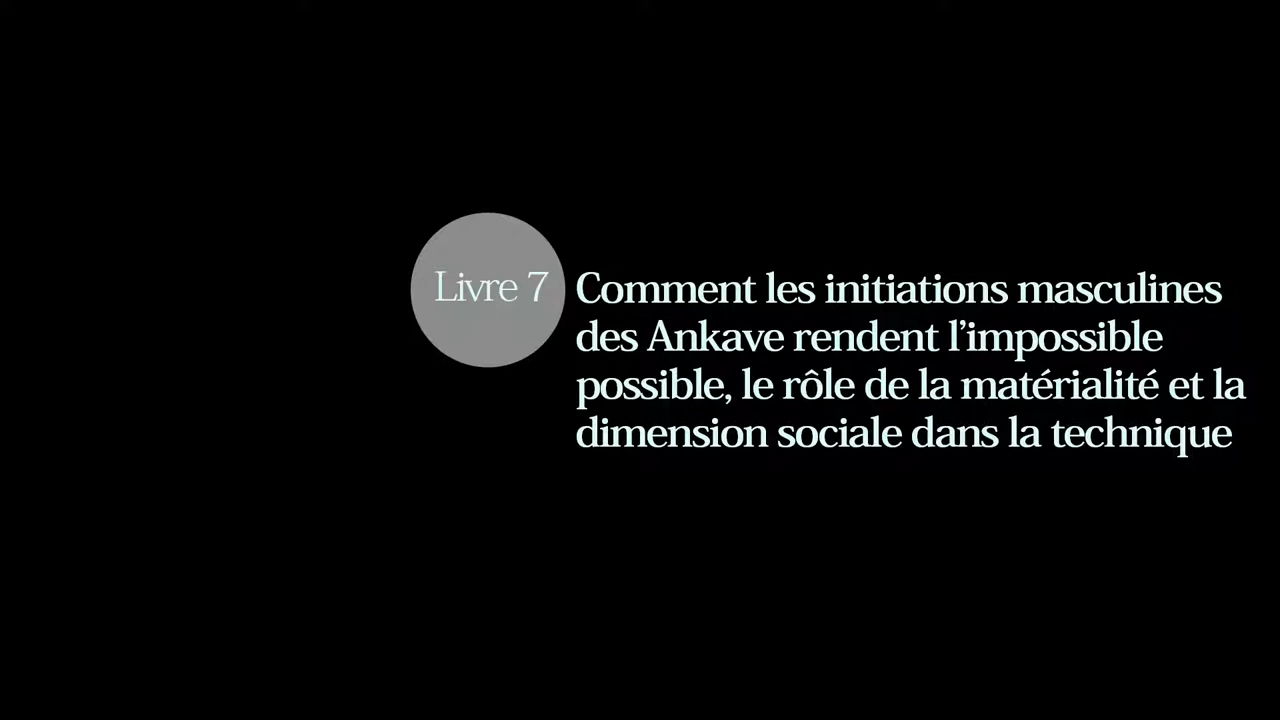 Livre 7
Comment les initiations masculines
des Ankave rendent l’impossible
possible, le rôle de la matérialité et la
dimension sociale dans la technique